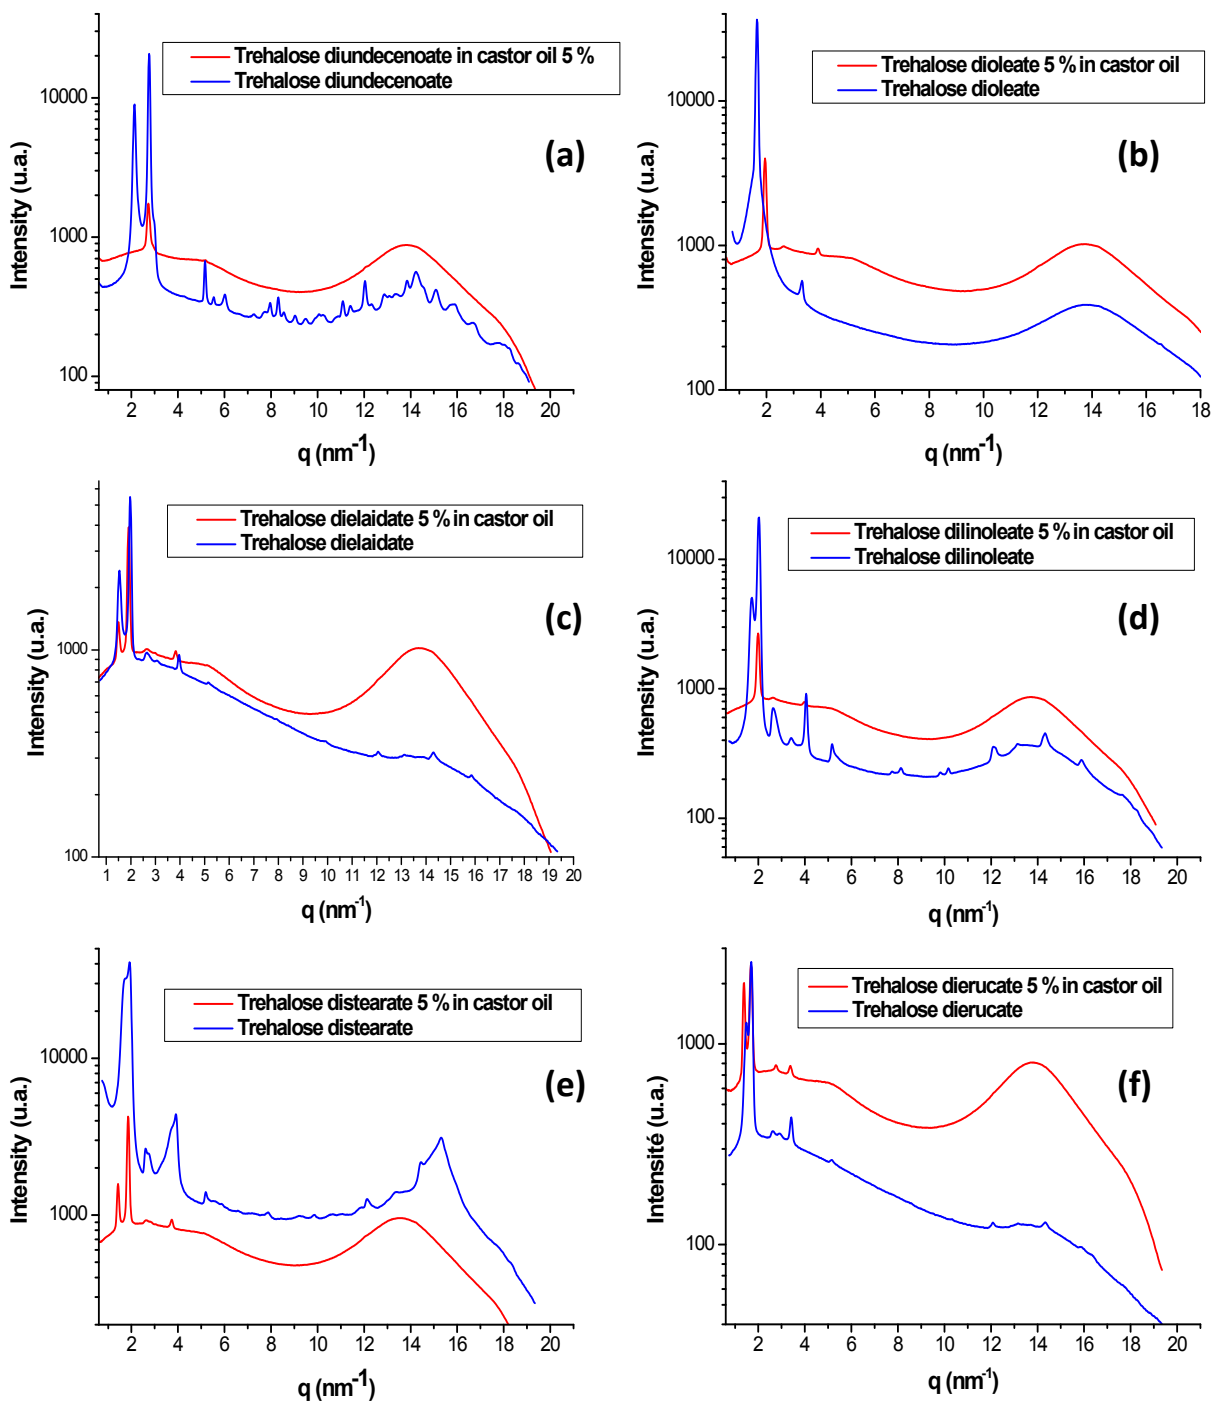 Trehalose diundecenoate in castor oil 5 %
Trehalose diundecenoate
(a)
Intensity (u.a.)
10000
1000
100
2 4 6 8 10 12 14 16 18 20
q (nm-1)
Trehalose dioleate 5 % in castor oil
Trehalose dioleate
(b)
Intensity (u.a.)
10000
1000
100
2 4 6 8 10 12 14 16 18
q (nm-1)
Trehalose dielaidate 5 % in castor oil
Trehalose dielaidate
(c)
Intensity (u.a.)
1000
100
1 2 3 4 5 6 7 8 9 10 11 12 13 14 15 16 17 18 19 20
q (nm-1)
Trehalose dilinoleate 5 % in castor oil
Trehalose dilinoleate
(d)
Intensity (u.a.)
10000
1000
100
2 4 6 8 10 12 14 16 18 20
q (nm-1)
Trehalose distearate 5 % in castor oil
Trehalose distearate
(e)
Intensity (u.a.)
10000
1000
2 4 6 8 10 12 14 16 18 20
q (nm-1)
Trehalose dierucate 5 % in castor oil
Trehalose dierucate
(f)
Intensité (u.a.)
1000
100
2 4 6 8 10 12 14 16 18 20
q (nm-1)